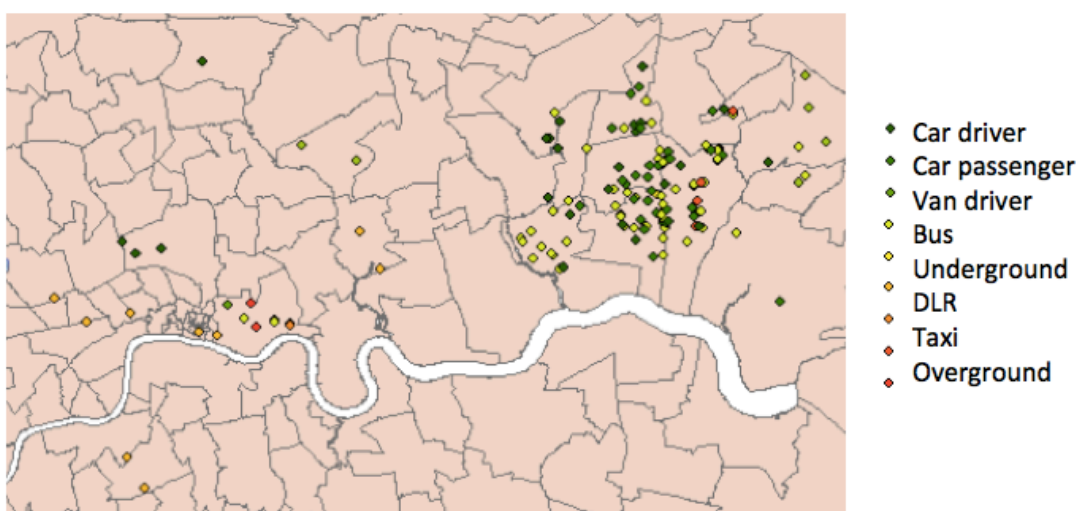 Car driver
Car passenger
Van driver
Bus
Underground
DLR
Taxi
Overground